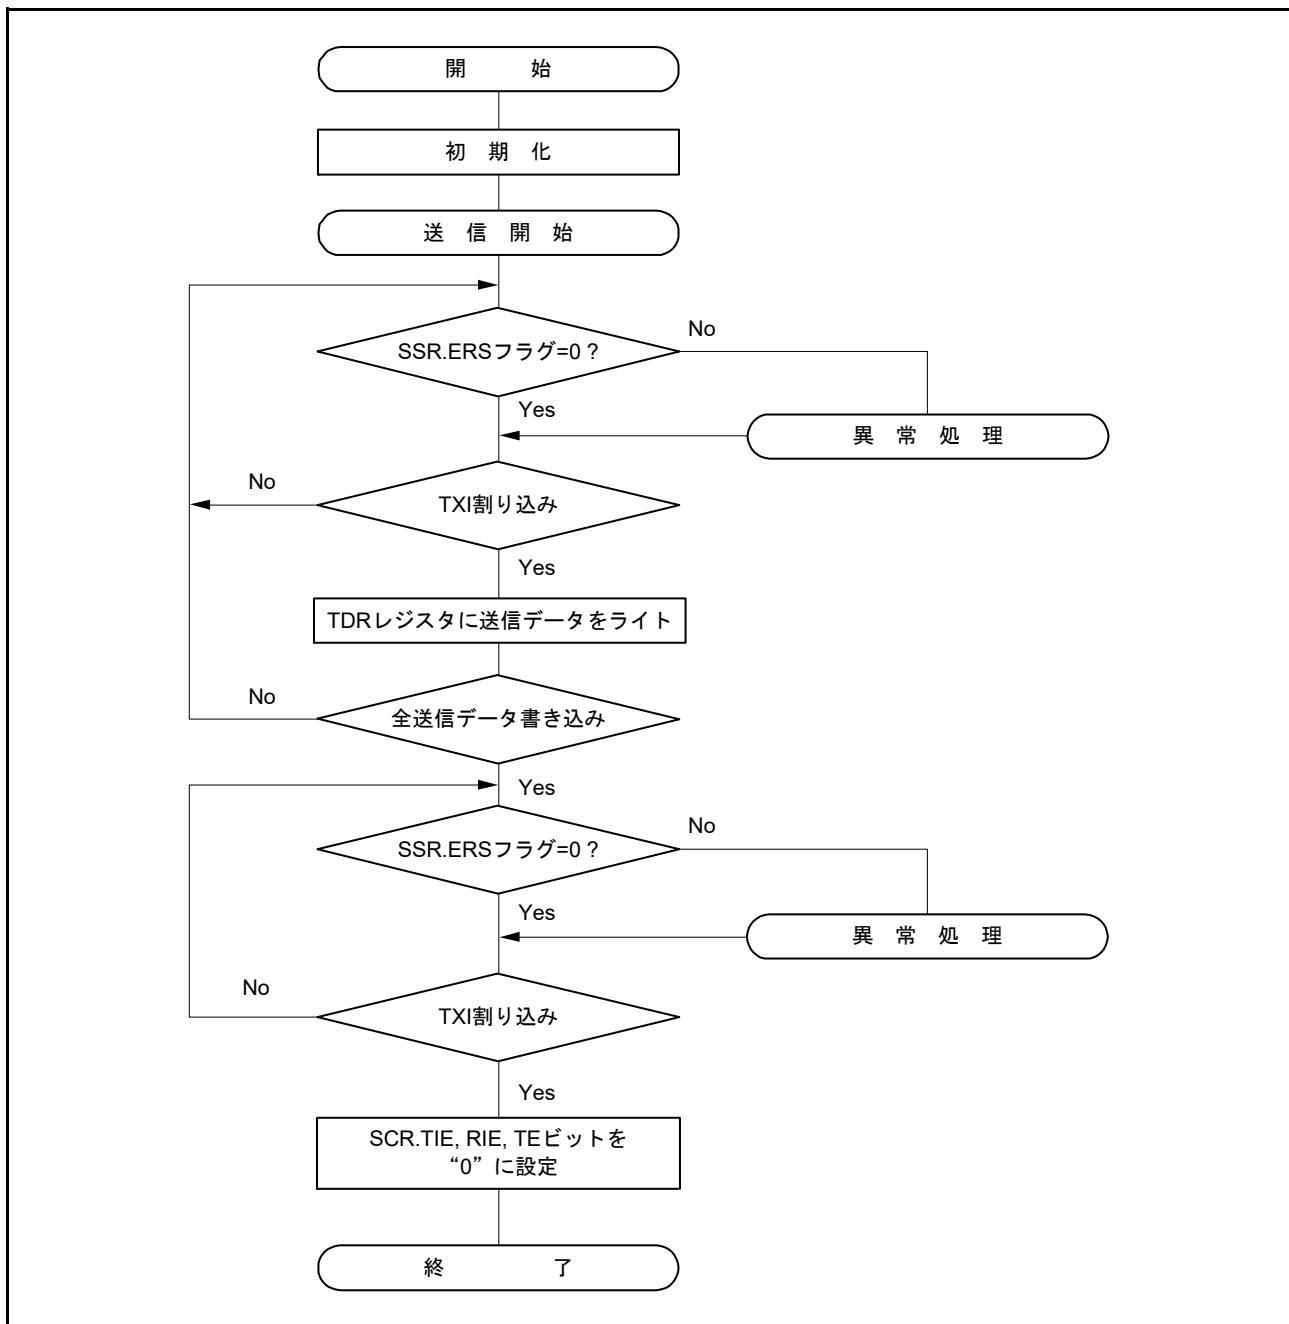 開 始
初 期 化
送 信 開 始
SSR.ERSフラグ=0？
No
Yes
異 常 処 理
No
TXI割り込み
Yes
TDRレジスタに送信データをライト
No
全送信データ書き込み
Yes
SSR.ERSフラグ=0？
No
Yes
異 常 処 理
No
TXI割り込み
Yes
SCR.TIE, RIE, TEビットを
“0”に設定
終 了